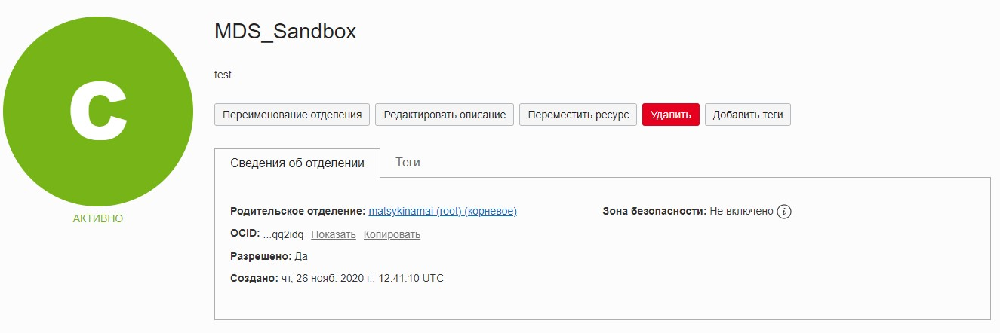 c
АКТИВНО
MDS_Sandbox
test
Переименование отделения Редактировать описание Переместить ресурс Удалить Добавить теги
Сведения об отделении Теги
Родительское отделение: matsykinamai (root) (корневое) Зона безопасности: Не включено i
OCID: ...qq2idq Показать Копировать
Разрешено: Да
Создано: чт, 26 нояб. 2020 г., 12:41:10 UTC